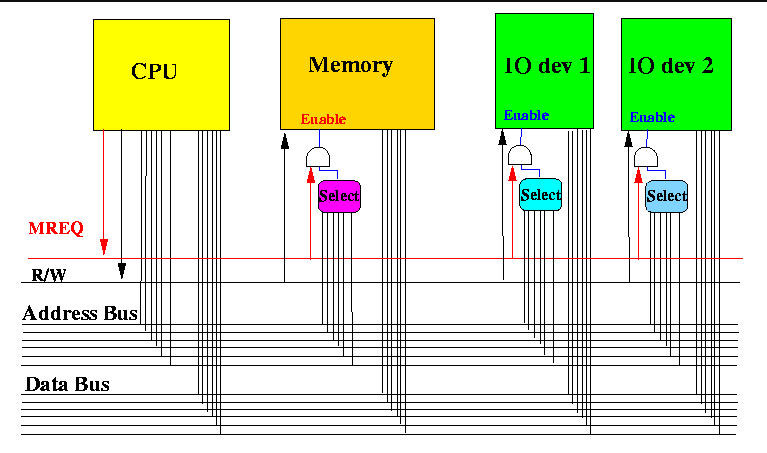 CPU
Memory
IO dev 1
IO dev 2
Enable
Enable
Enable
Select
Select
Select
MREQ
R/W
Address Bus
Data Bus